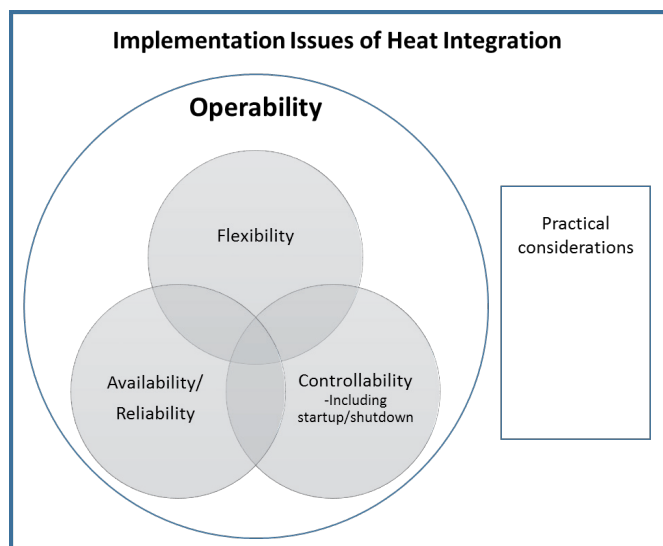 Implementation Issues of Heat Integration
Operability
Flexibility
Availability/
Reliability
Controllability
-Including
startup/shutdown
Practical
considerations